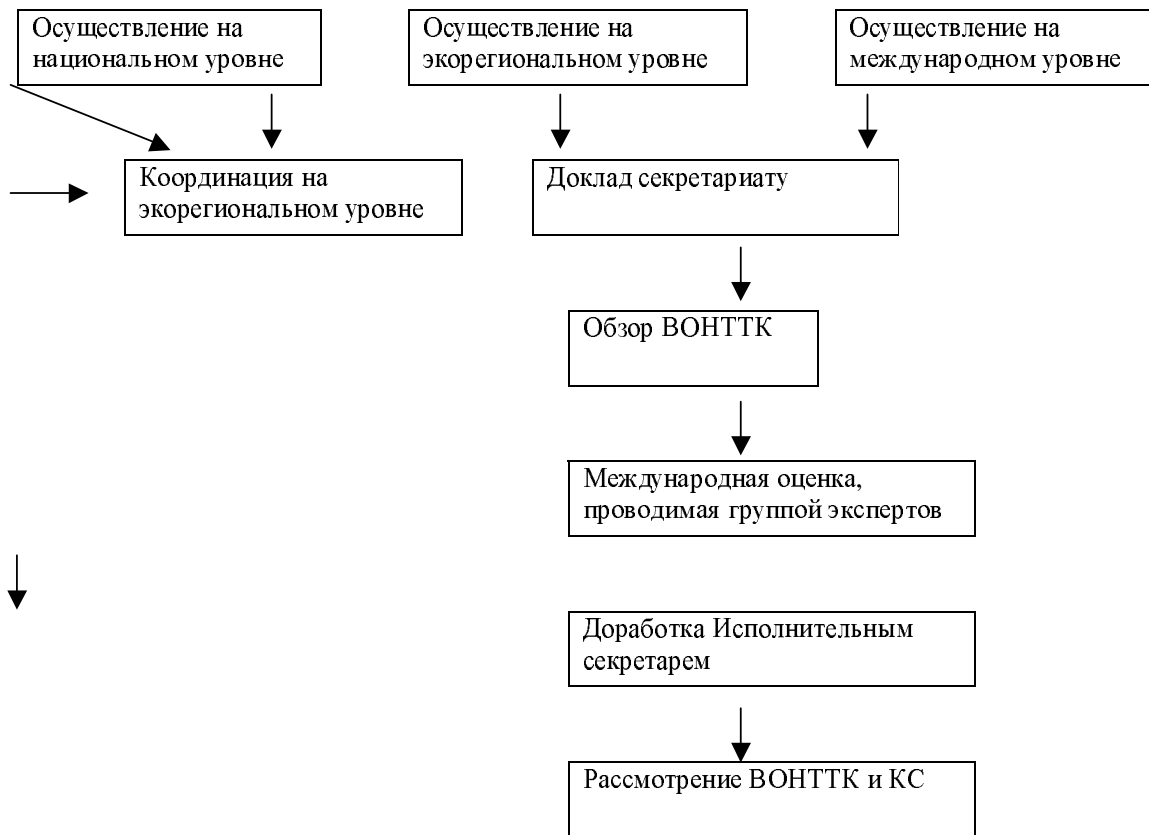 Осуществление на
национальном уровне
Осуществление на
экорегиональном уровне
Осуществление на
международном уровне
Координация на
экорегиональном уровне
Доклад секретариату
Обзор ВОНТТК
Международная оценка,
проводимая группой экспертов
Доработка Исполнительным
секретарем
Рассмотрение ВОНТТК и КС